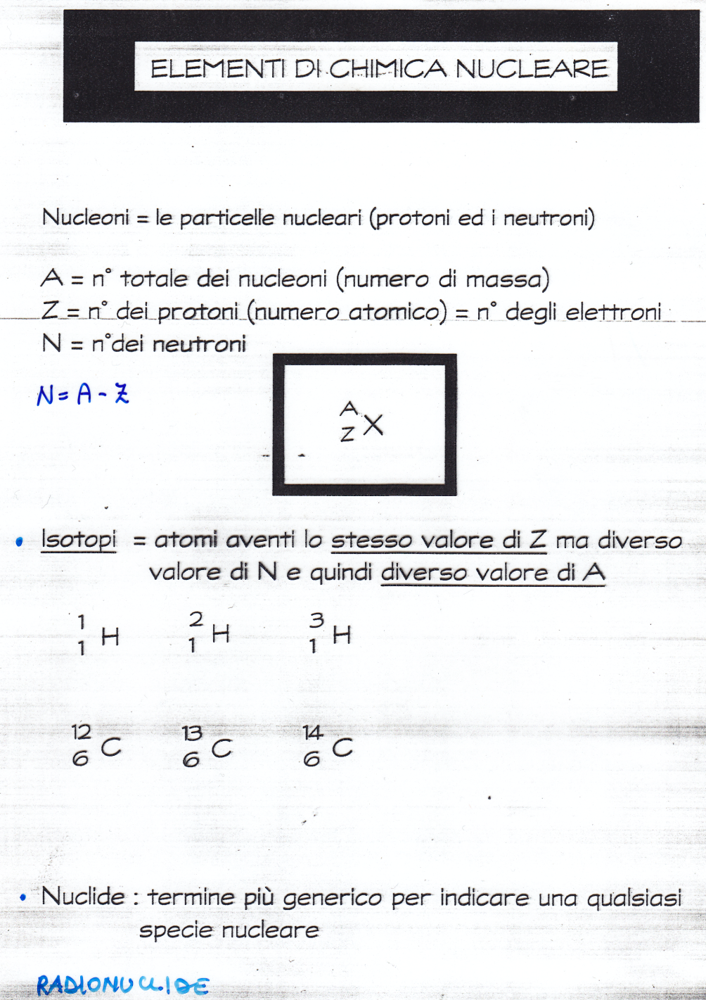 ELEMENTI DI CHIMICA NUCLEARE
Nucleoni = le particelle nucleari (protoni ed i neutroni)
A = n° totale dei nucleoni (numero di massa)
Z = n° dei protoni (numero atomico) = n° degli elettroni
N = n°dei neutroni
N = A - Z
A
Z X
• Isotopi = atomi aventi lo stesso valore di Z ma diverso
valore di N e quindi diverso valore di A
1 2 3
1 H 1 H 1 H
12 13 14
6 C 6 C 6 C
• Nuclide : termine più generico per indicare una qualsiasi
specie nucleare
RADIONUCLIDE